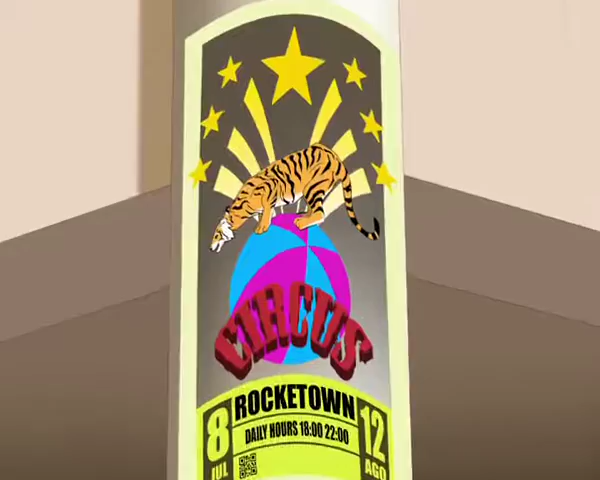 CIRCUS
ROCKETOWN
DAILY HOURS 18:00 22:00
8
JUL
12
AGO